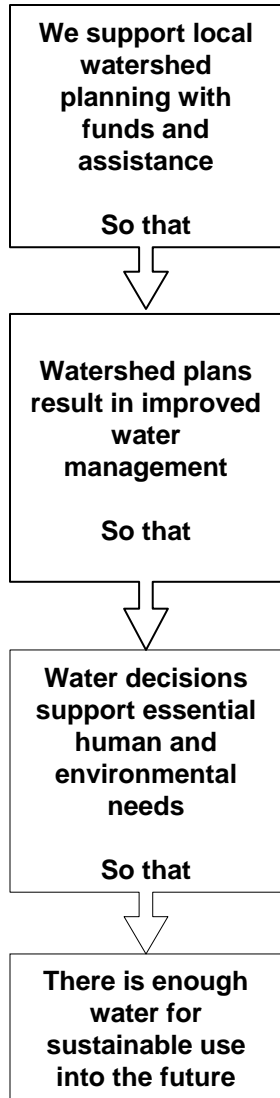 We support local
watershed
planning with
funds and
assistance
So that
Watershed plans
result in improved
water
management
So that
Water decisions
support essential
human and
environmental
needs
So that
There is enough
water for
sustainable use
into the future